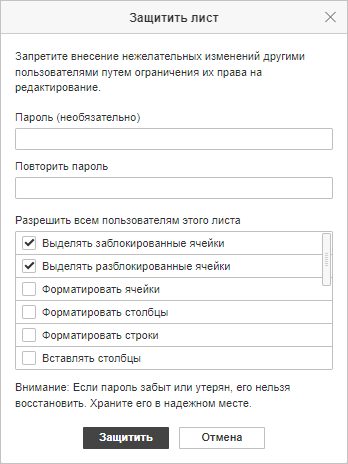 Защитить лист
Запретите внесение нежелательных изменений другими
пользователями путем ограничения их права на
редактирование.
Пароль (необязательно)
Повторить пароль
Разрешить всем пользователям этого листа
Выделять заблокированные ячейки
Выделять разблокированные ячейки
Форматировать ячейки
Форматировать столбцы
Форматировать строки
Вставлять столбцы
Внимание: Если пароль забыт или утерян, его нельзя
восстановить. Храните его в надежном месте.
Защитить
Отмена